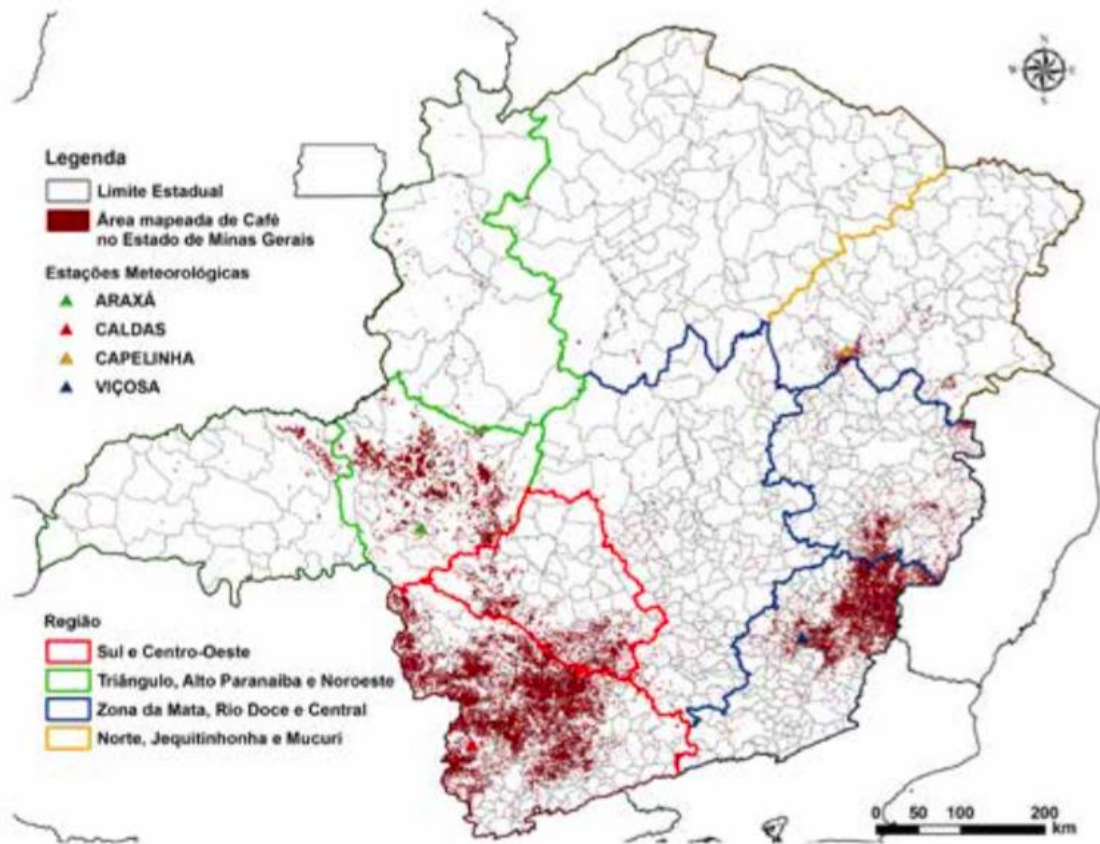 N
W E
S
Legenda
Limite Estadual
Área mapeada de Café
no Estado de Minas Gerais
Estações Meteorológicas
ARAXÁ
CALDAS
CAPELINHA
VIÇOSA
Região
Sul e Centro-Oeste
Triângulo, Alto Paranaiba e Noroeste
Zona da Mata, Rio Doce e Central
Norte, Jequitinhonha e Mucuri
0 50 100 200
km